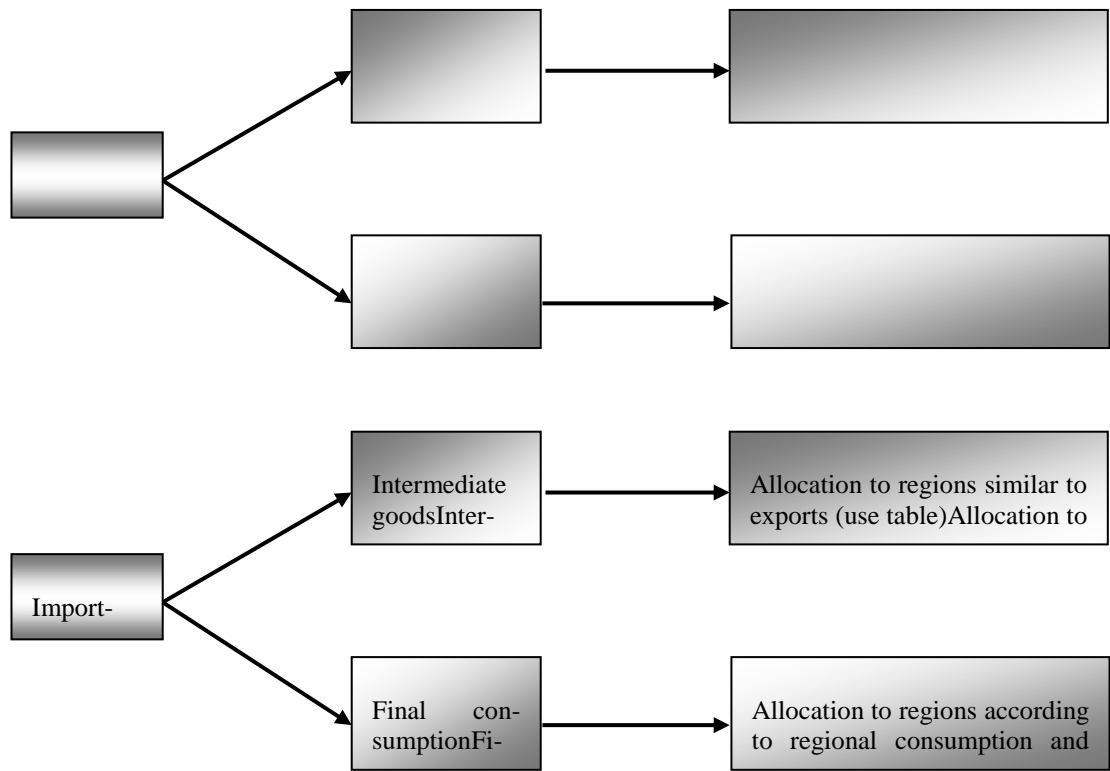 Intermediate
goodsInter-
Allocation to regions similar to
exports (use table)Allocation to
Import-
Final con-
sumptionFi-
Allocation to regions according
to regional consumption and